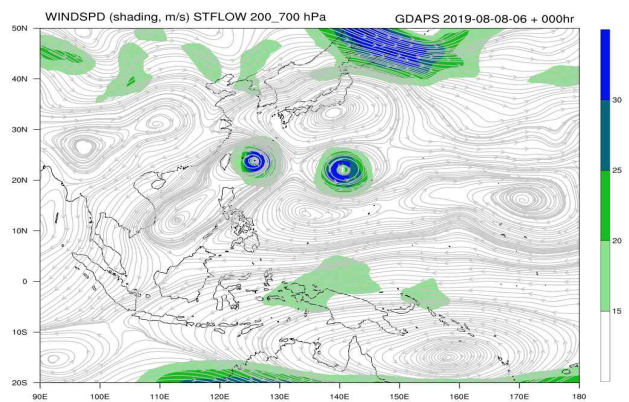 WINDSPD (shading, m/s) STFLOW 200_700 hPa GDAPS 2019-08-08-06 + 000hr
50N
40N
30N
20N
10N
0
10S
20S
90E 100E 110E 120E 130E 140E 150E 160E 170E 180
30
25
20
15